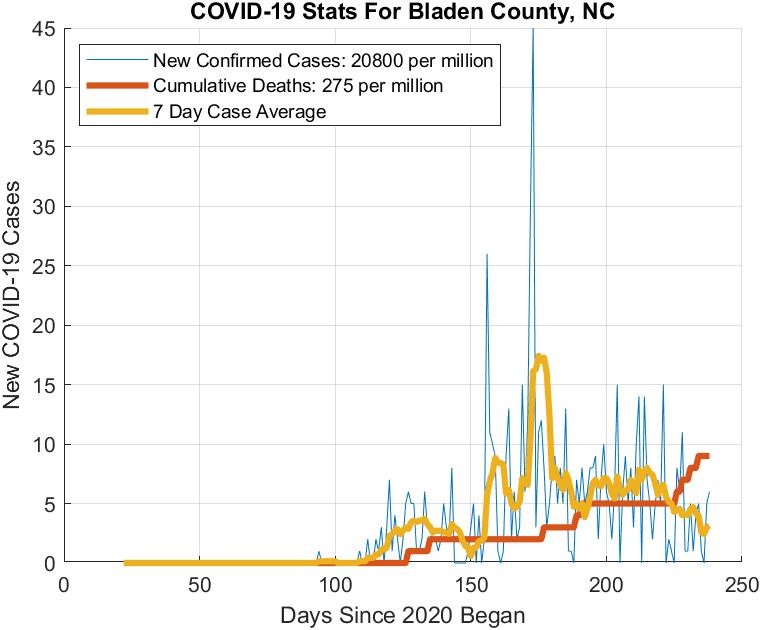 COVID-19 Stats For Bladen County, NC
45
40
35
30
25
20
15
10
5
0
New COVID-19 Cases
New Confirmed Cases: 20800 per million
Cumulative Deaths: 275 per million
7 Day Case Average
0 50 100 150 200 250
Days Since 2020 Began